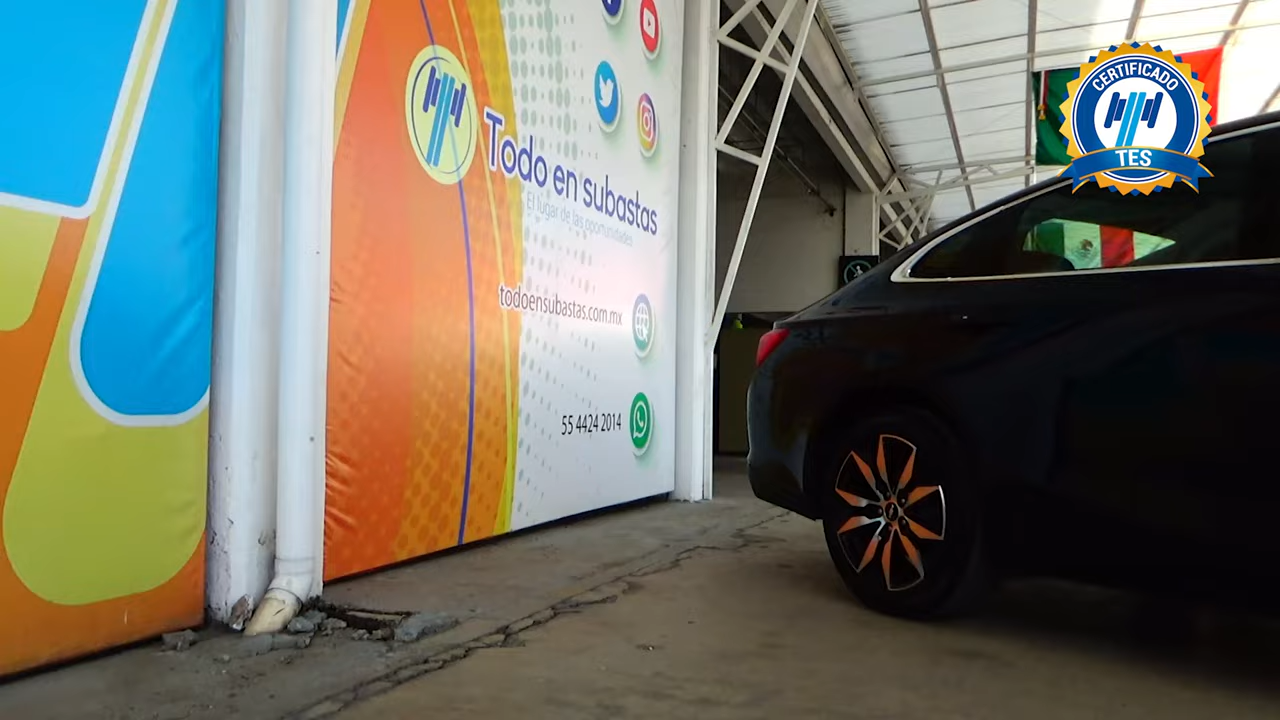 Todo en subastas
El lugar de las oportunidades
todoensubastas.com.mx
55 4424 2014
CERTIFICADO
TES